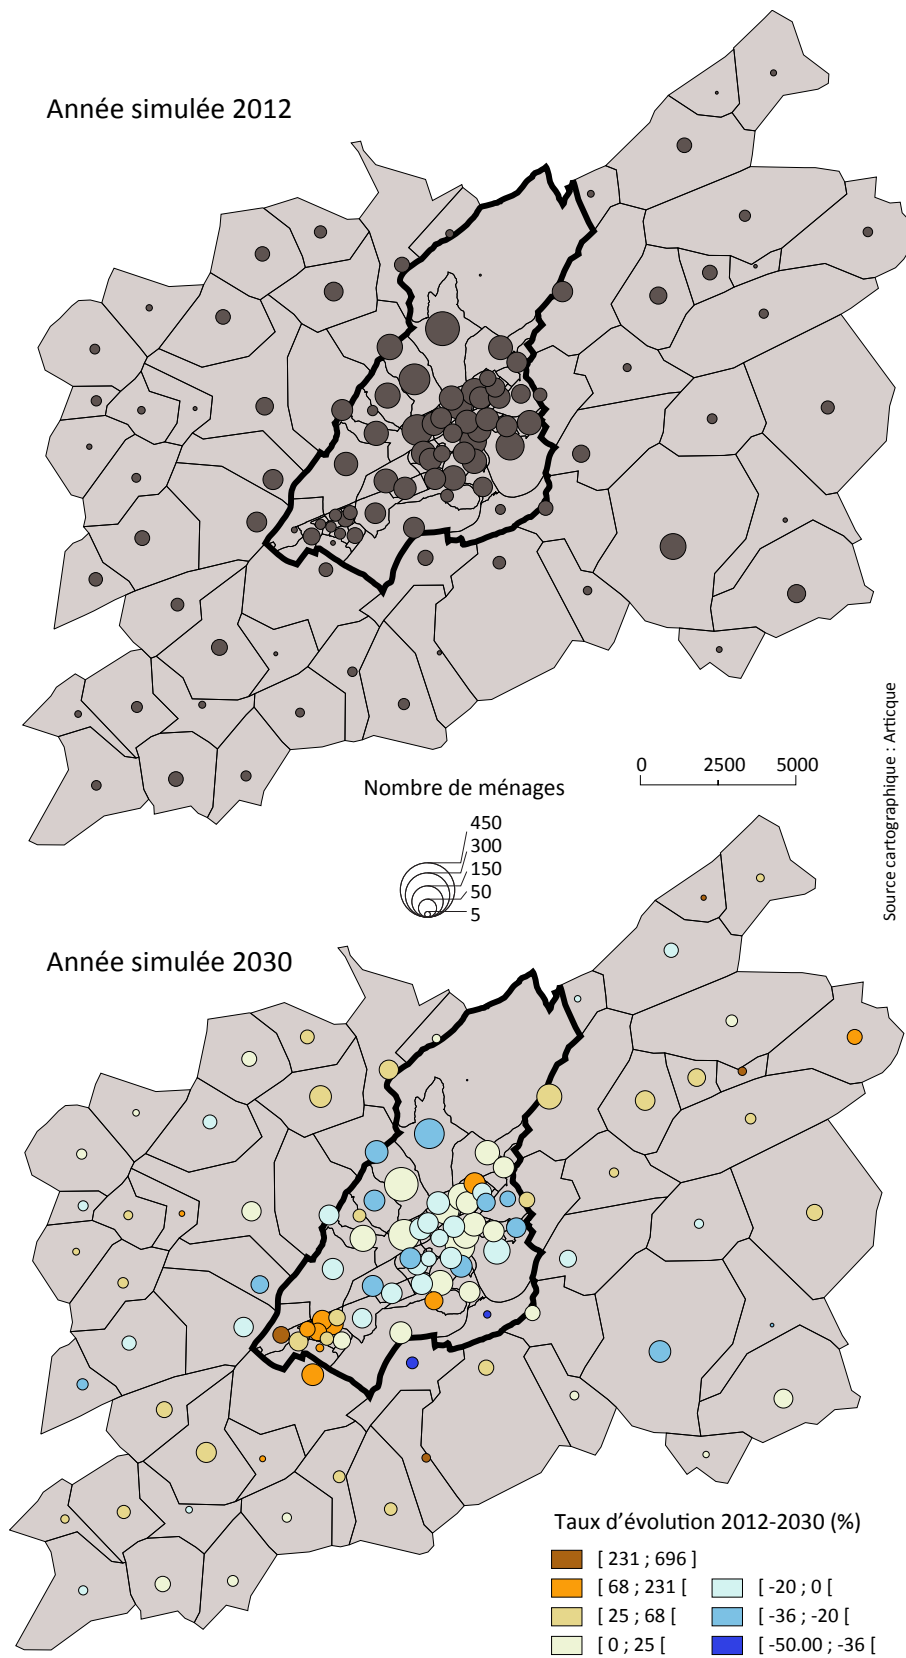 Année simulée 2012
Source cartographique : Articque
0 2500 5000
Nombre de ménages
450
300
150
50
5
Année simulée 2030
Taux d'évolution 2012-2030 (%)
[ 231 ; 696 ]
[ 68 ; 231 [ [ -20 ; 0 [
[ 25 ; 68 [ [ -36 ; -20 [
[ 0 ; 25 [ [ -50.00 ; -36 [